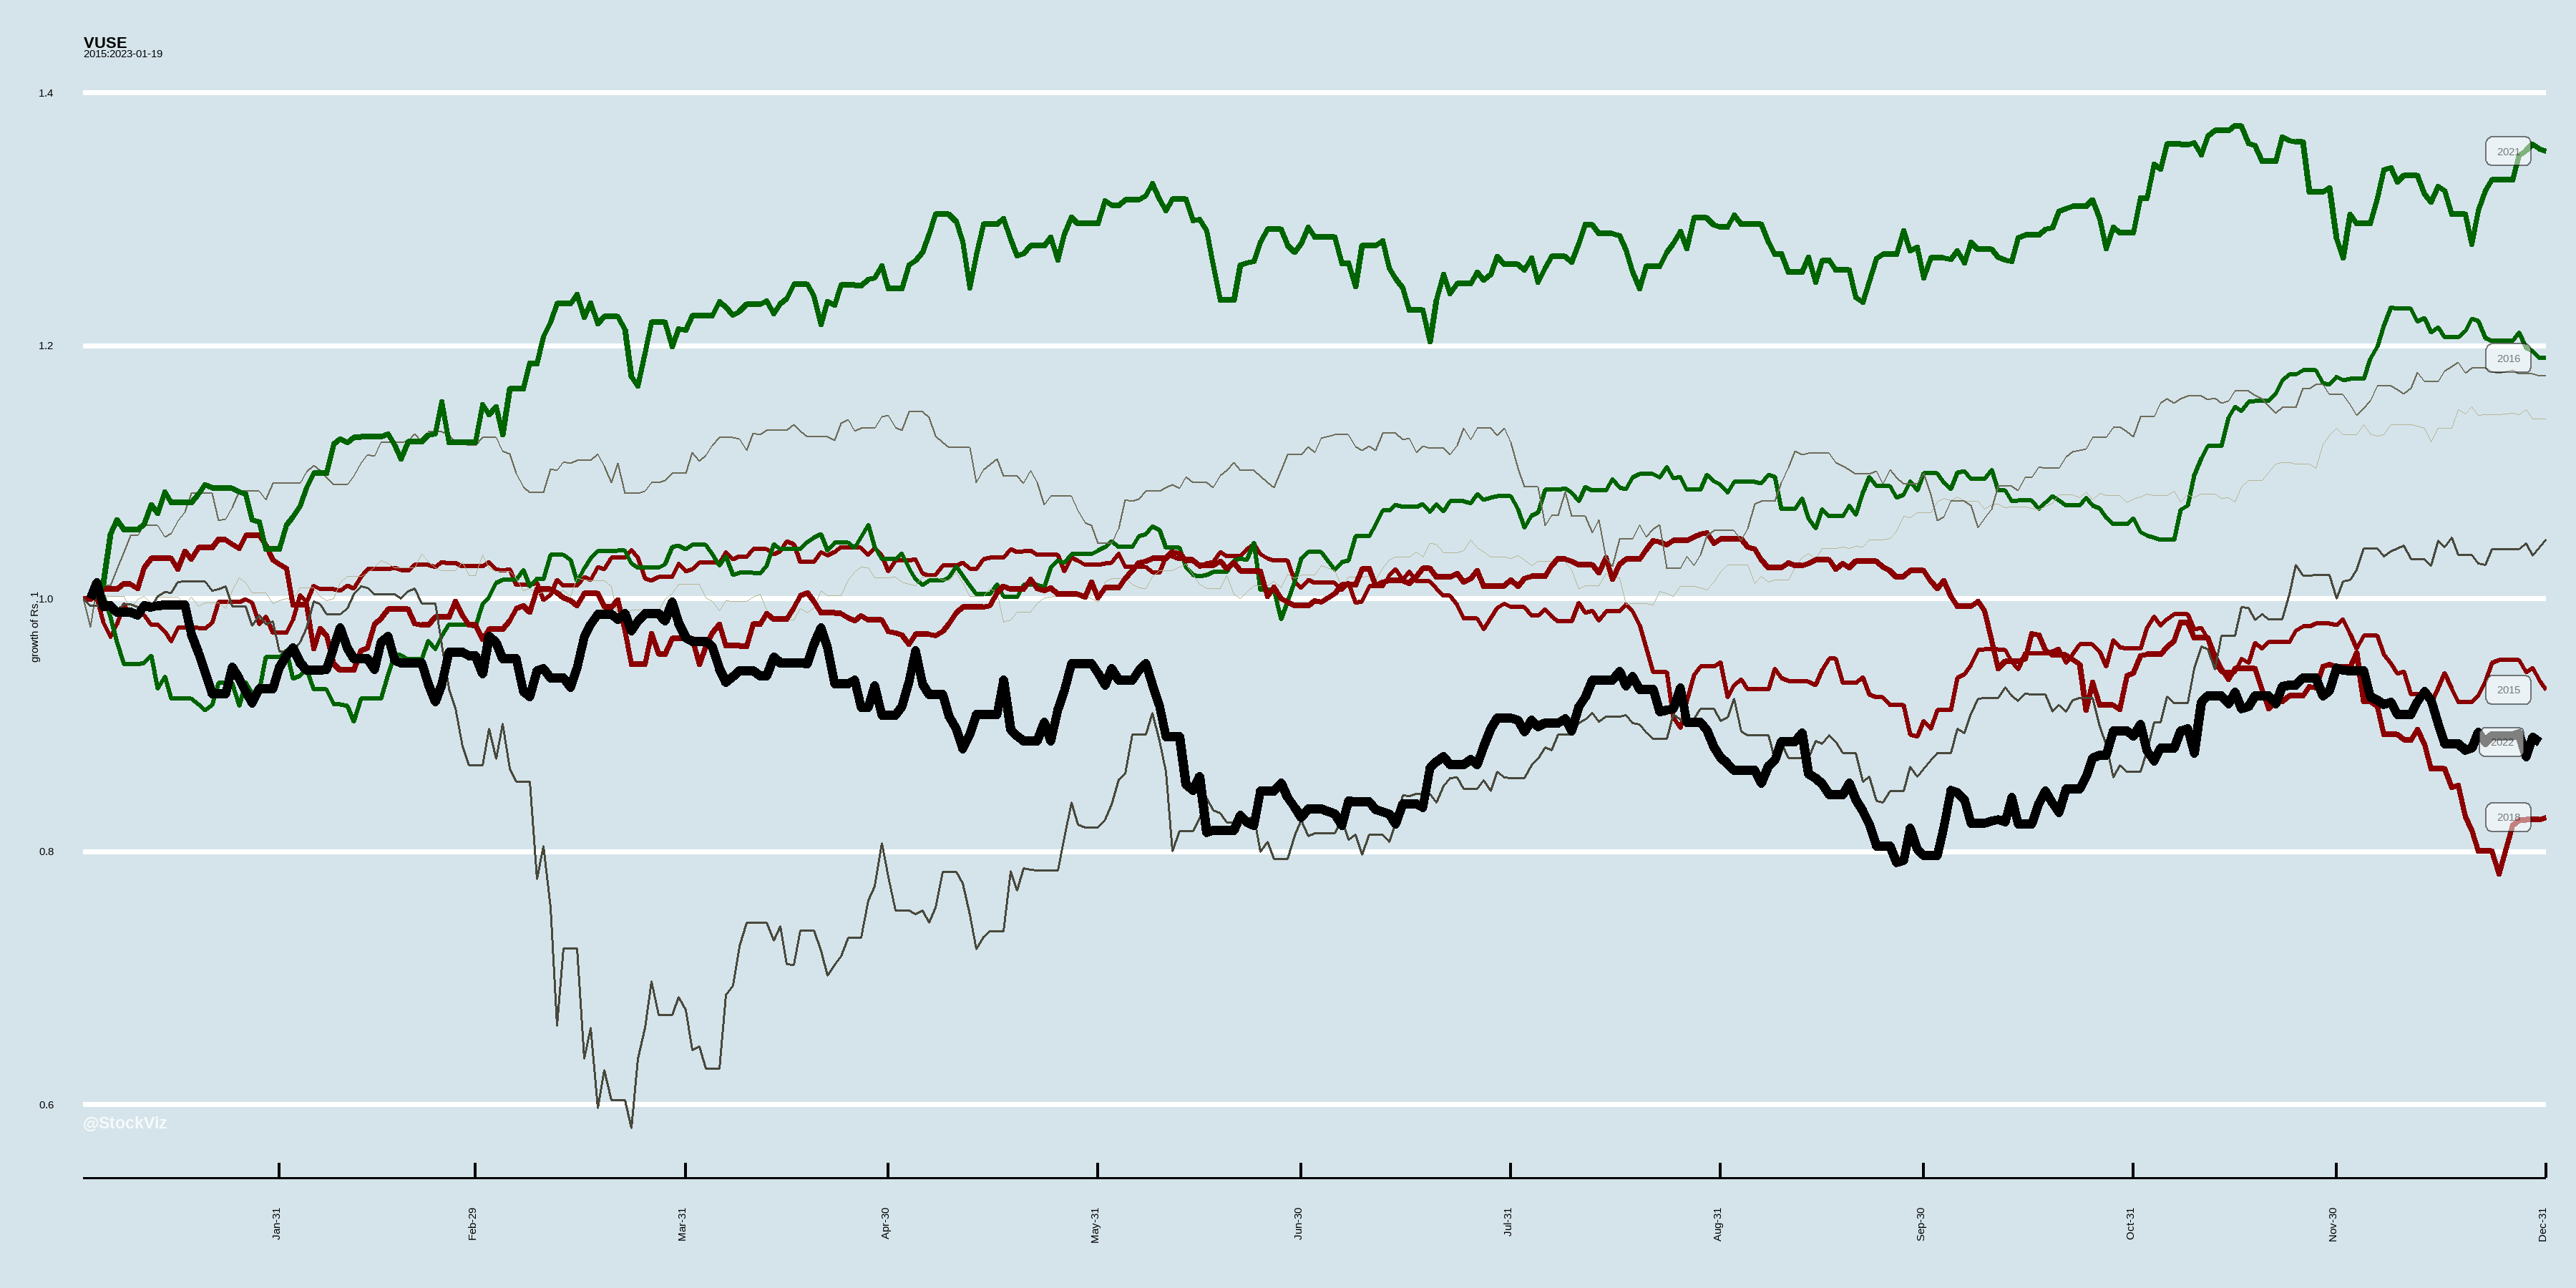 VUSE
2015:2023-01-19
1.4
1.2
1.0
0.8
0.6
growth of Rs. 1
2021
2016
2015
2022
2018
@StockViz
Jan-31
Feb-29
Mar-31
Apr-30
May-31
Jun-30
Jul-31
Aug-31
Sep-30
Oct-31
Nov-30
Dec-31